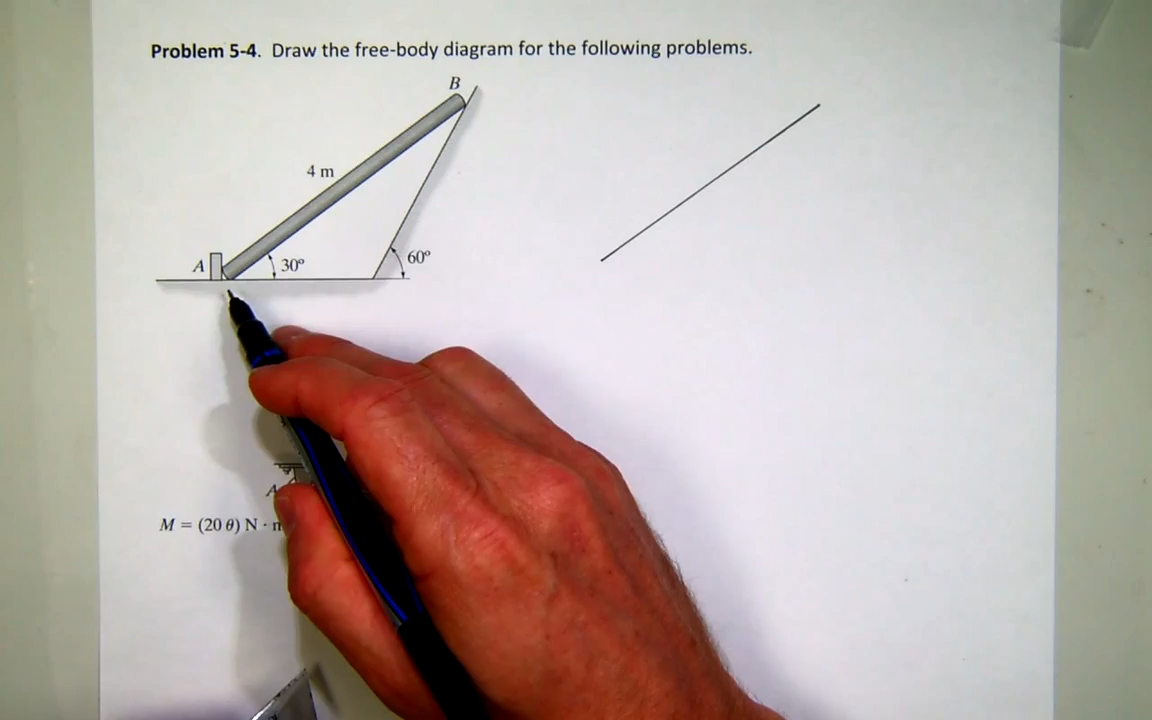 Problem 5-4. Draw the free-body diagram for the following problems.
B
4 m
A
30°
60°
A
M = (20 θ) N ·